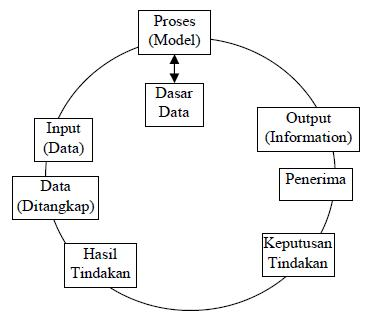 Proses
(Model)
Dasar
Data
Output
(Information)
Penerima
Keputusan
Tindakan
Hasil
Tindakan
Data
(Ditangkap)
Input
(Data)